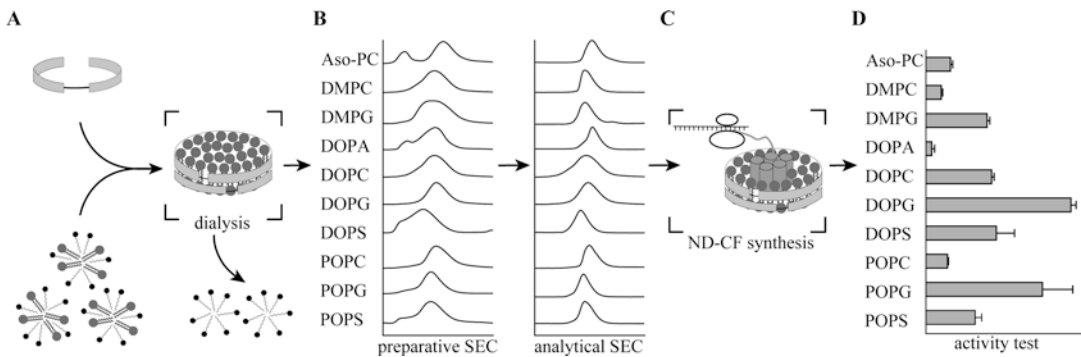 A
B
C
D
dialysis
Aso-PC
DMPC
DMPG
DOPA
DOPC
DOPG
DOPS
POPC
POPG
POPS
preparative SEC
analytical SEC
ND-CF synthesis
Aso-PC
DMPC
DMPG
DOPA
DOPC
DOPG
DOPS
POPC
POPG
POPS
activity test